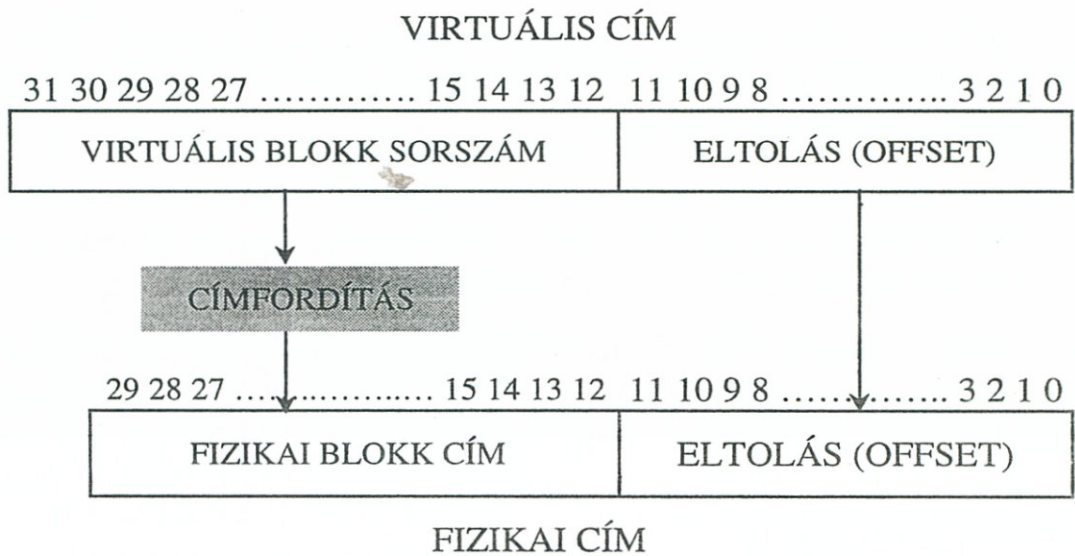 VIRTUÁLIS CÍM
31 30 29 28 27 ............. 15 14 13 12 11 10 9 8 .............. 3 2 1 0
VIRTUÁLIS BLOKK SORSZÁM ELTOLÁS (OFFSET)
CÍMFORDÍTÁS
29 28 27 .................... 15 14 13 12 11 10 9 8 .............. 3 2 1 0
FIZIKAI BLOKK CÍM ELTOLÁS (OFFSET)
FIZIKAI CÍM